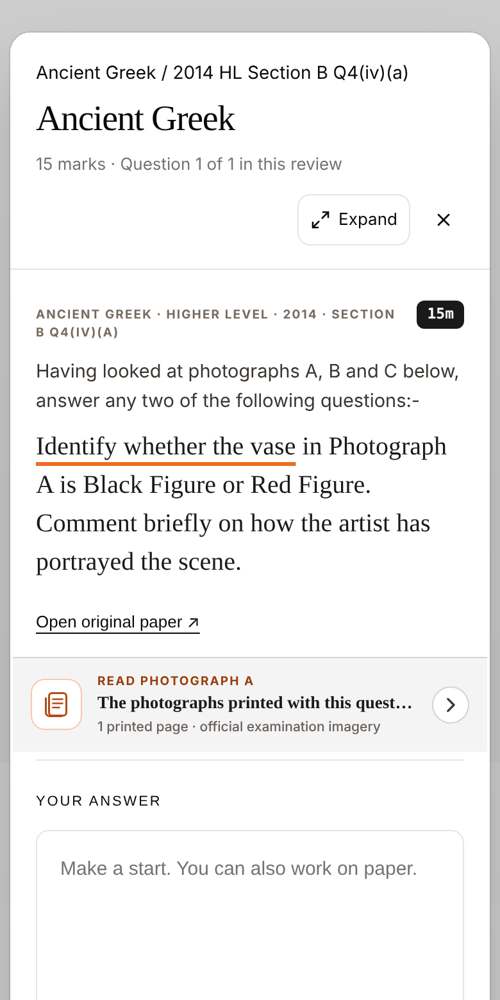 Ancient Greek / 2014 HL Section B Q4(iv)(a)
Ancient Greek
15 marks · Question 1 of 1 in this review
Expand
ANCIENT GREEK · HIGHER LEVEL · 2014 · SECTION
B Q4(IV)(A)
15m
Having looked at photographs A, B and C below,
answer any two of the following questions:-
Identify whether the vase in Photograph
A is Black Figure or Red Figure.
Comment briefly on how the artist has
portrayed the scene.
Open original paper ↗
READ PHOTOGRAPH A
The photographs printed with this quest...
1 printed page · official examination imagery
YOUR ANSWER
Make a start. You can also work on paper.